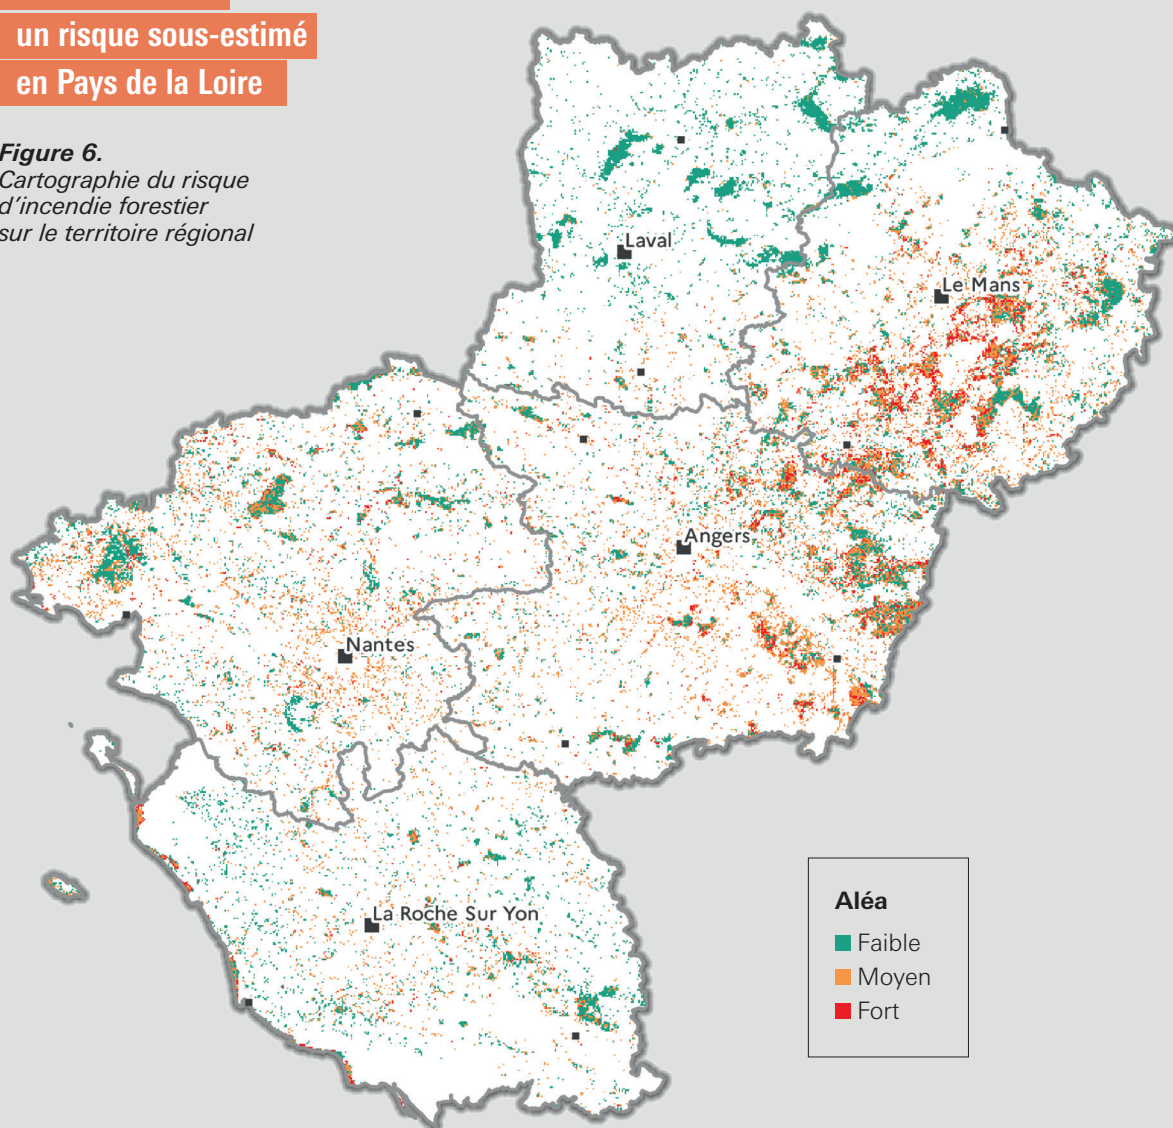 un risque sous-estimé
en Pays de la Loire
Figure 6.
Cartographie du risque
d'incendie forestier
sur le territoire régional
Laval
Le Mans
Angers
Nantes
La Roche Sur Yon
Aléa
Faible
Moyen
Fort